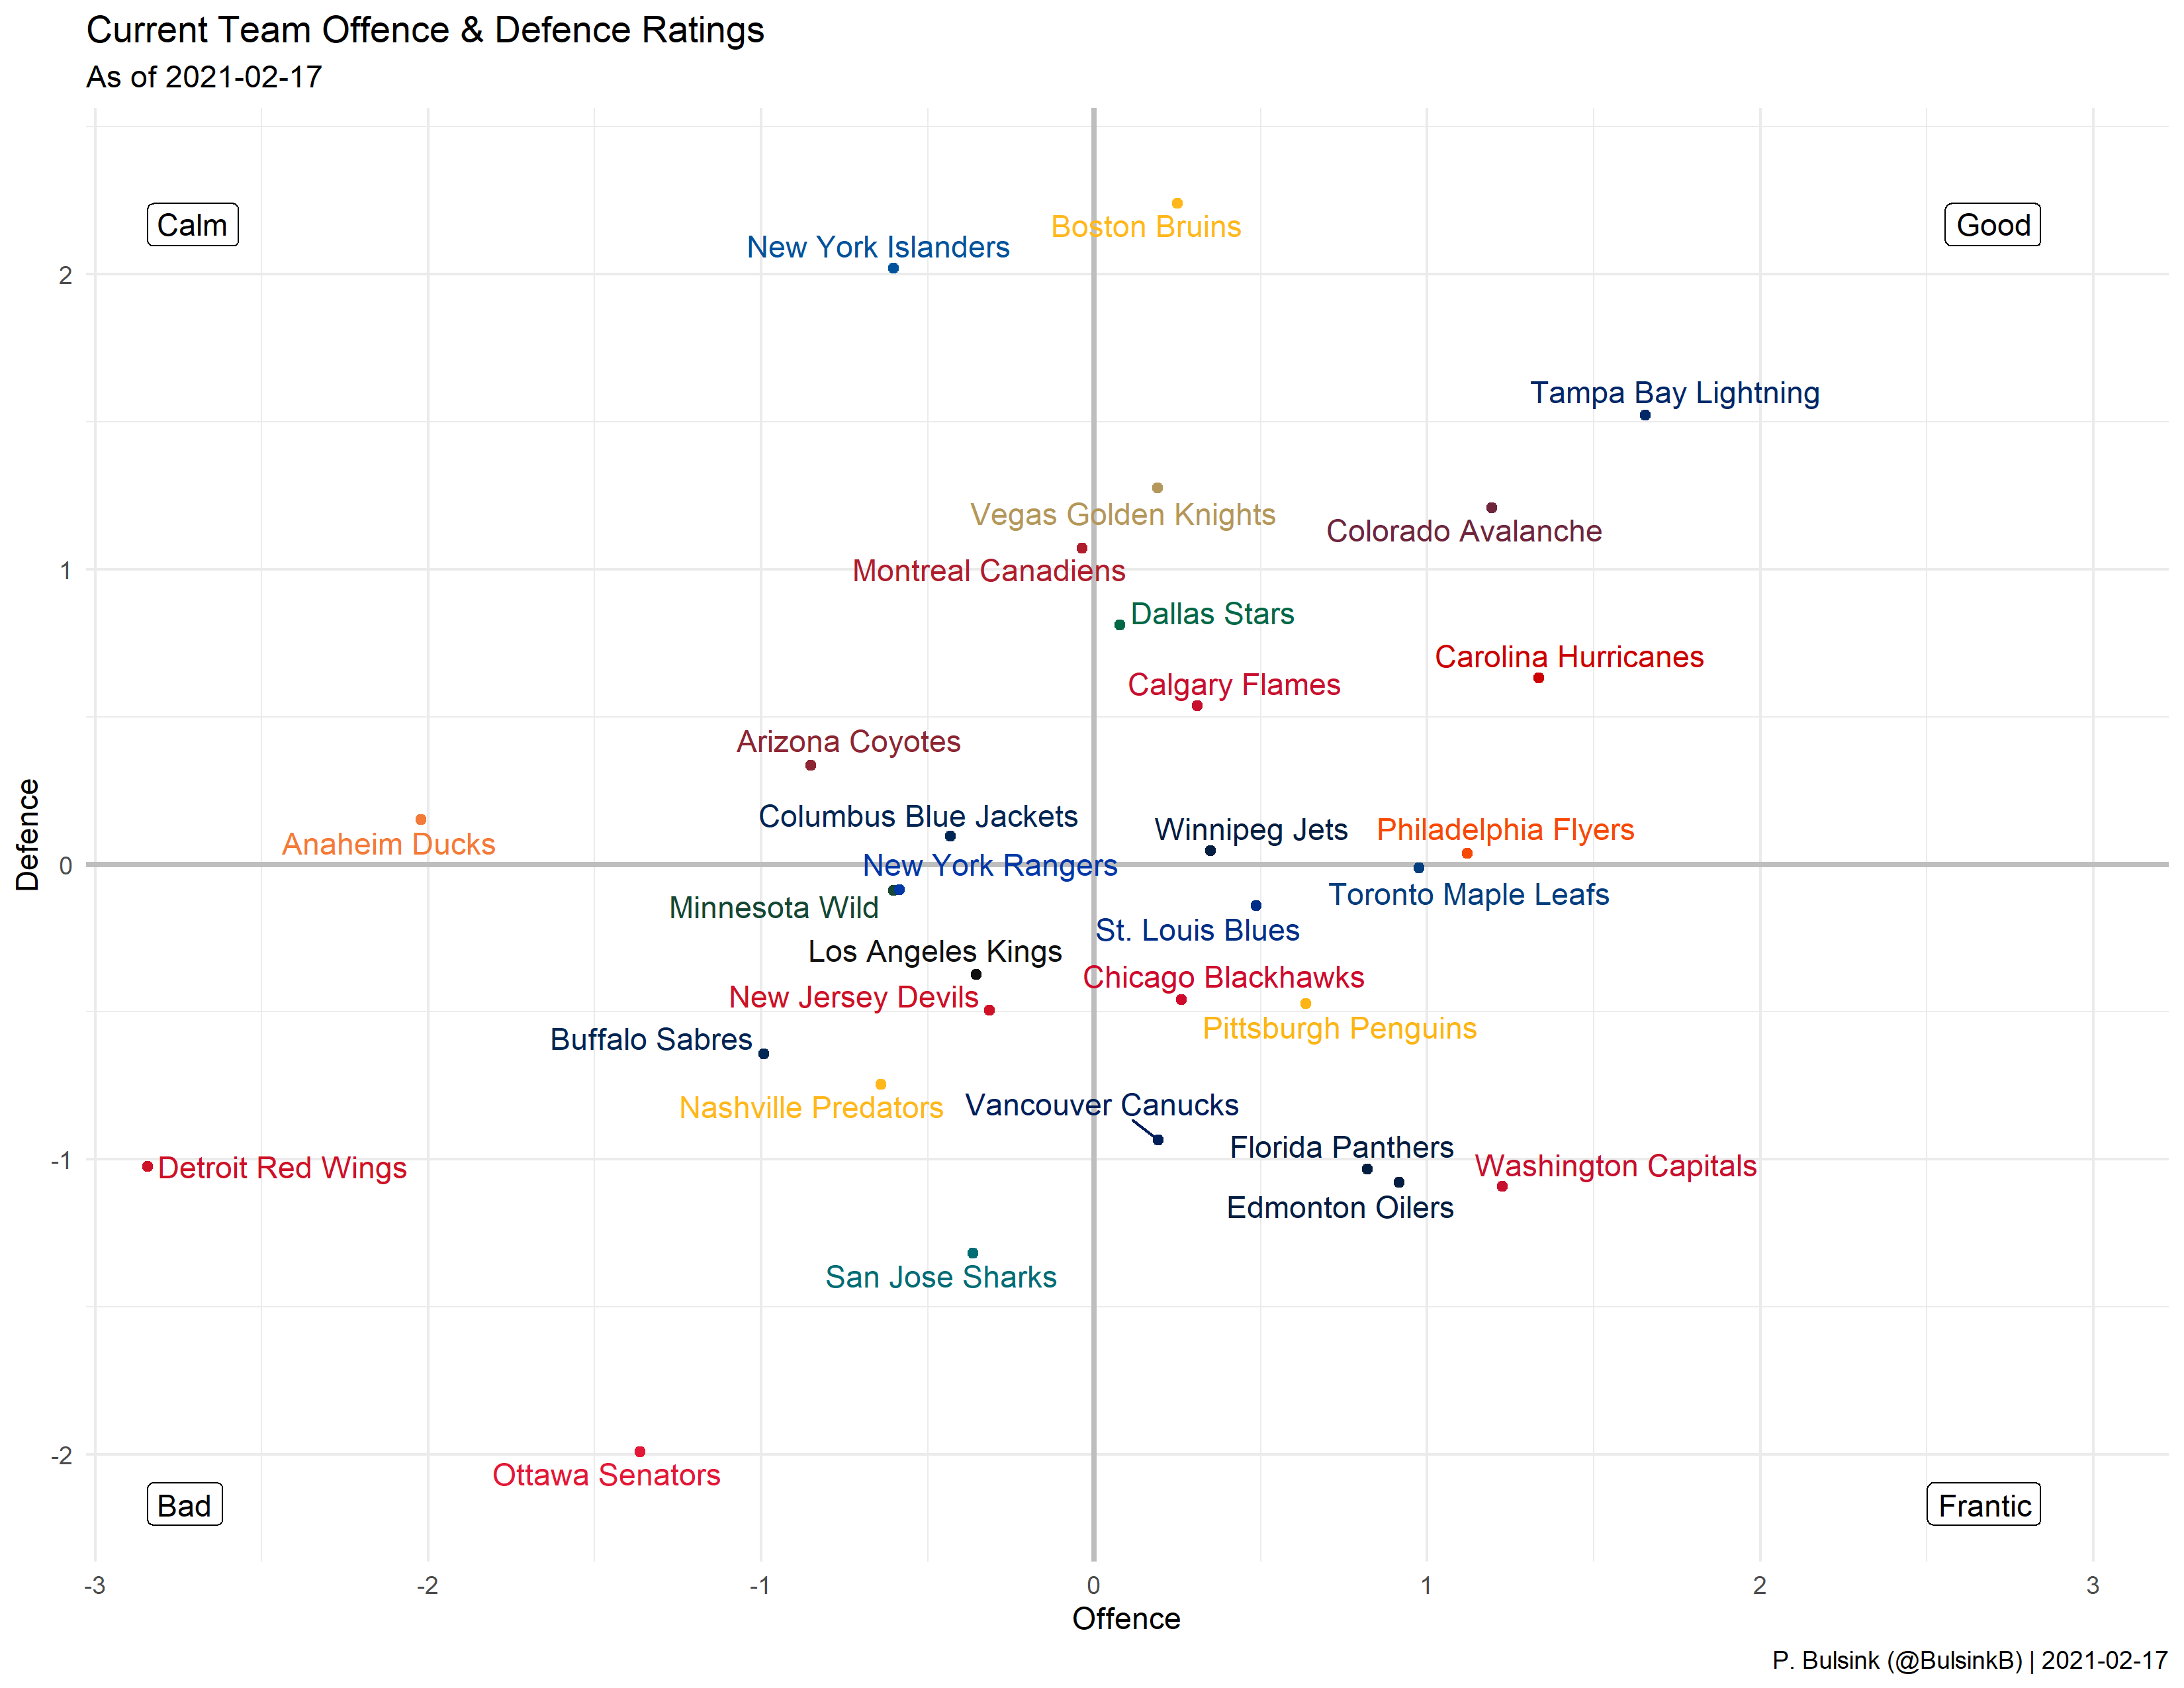 Current Team Offence & Defence Ratings
As of 2021-02-17
Calm
Good
Boston Bruins
New York Islanders
2
Tampa Bay Lightning
Vegas Golden Knights
Colorado Avalanche
1
Montreal Canadiens
Dallas Stars
Carolina Hurricanes
Calgary Flames
Arizona Coyotes
Columbus Blue Jackets
Winnipeg Jets
Philadelphia Flyers
Anaheim Ducks
Defence
0
New York Rangers
Toronto Maple Leafs
Minnesota Wild
St. Louis Blues
Los Angeles Kings
Chicago Blackhawks
New Jersey Devils
Pittsburgh Penguins
Buffalo Sabres
Nashville Predators
Vancouver Canucks
Florida Panthers
-1
Detroit Red Wings
Washington Capitals
Edmonton Oilers
San Jose Sharks
-2
Ottawa Senators
Bad
Frantic
-3 -2 -1 0 1 2 3
Offence
P. Bulsink (@BulsinkB) | 2021-02-17